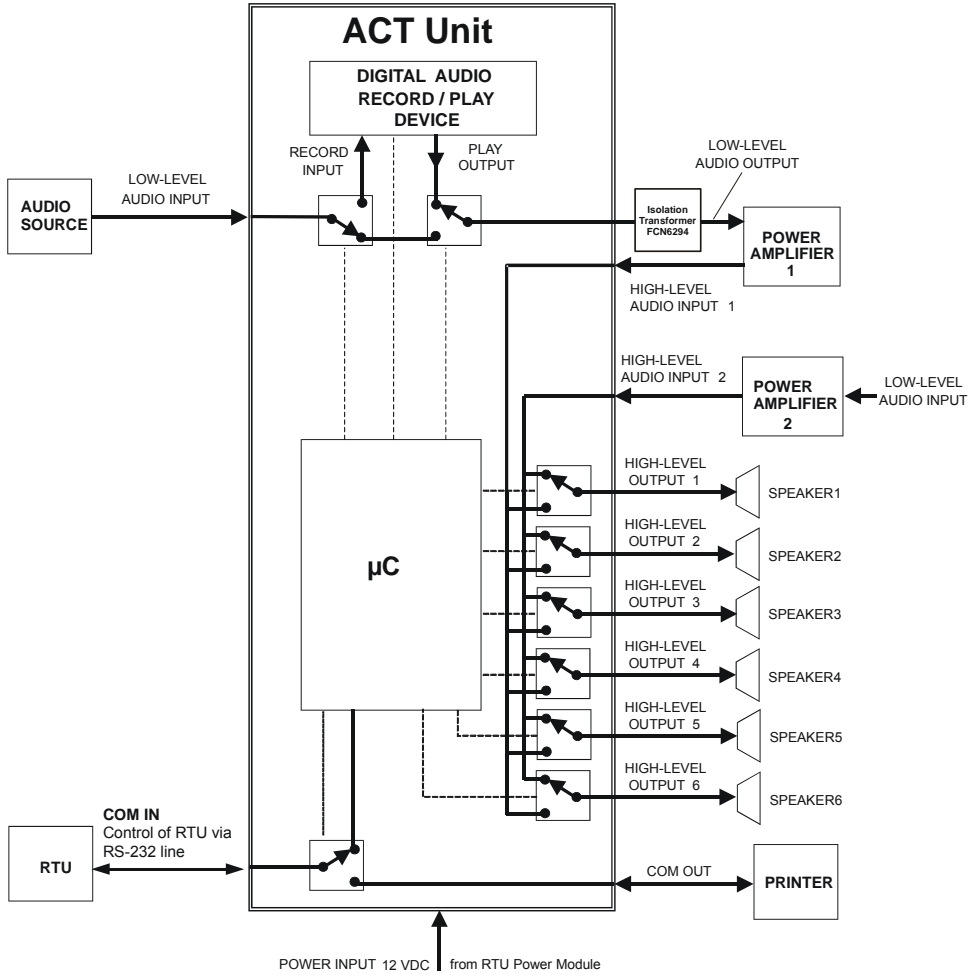 ACT Unit
DIGITAL AUDIO
RECORD / PLAY
DEVICE
RECORD
INPUT
PLAY
OUTPUT
LOW-LEVEL
AUDIO OUTPUT
LOW-LEVEL
AUDIO INPUT
AUDIO
SOURCE
Isolation
Transformer
FCN6294
POWER
AMPLIFIER
1
HIGH-LEVEL
AUDIO INPUT 1
HIGH-LEVEL
AUDIO INPUT 2
POWER
AMPLIFIER
2
LOW-LEVEL
AUDIO INPUT
HIGH-LEVEL
OUTPUT 1
SPEAKER1
HIGH-LEVEL
OUTPUT 2
SPEAKER2
µC
HIGH-LEVEL
OUTPUT 3
SPEAKER3
HIGH-LEVEL
OUTPUT 4
SPEAKER4
HIGH-LEVEL
OUTPUT 5
SPEAKER5
HIGH-LEVEL
OUTPUT 6
SPEAKER6
COM IN
Control of RTU via
RS-232 line
RTU
COM OUT
PRINTER
POWER INPUT 12 VDC from RTU Power Module